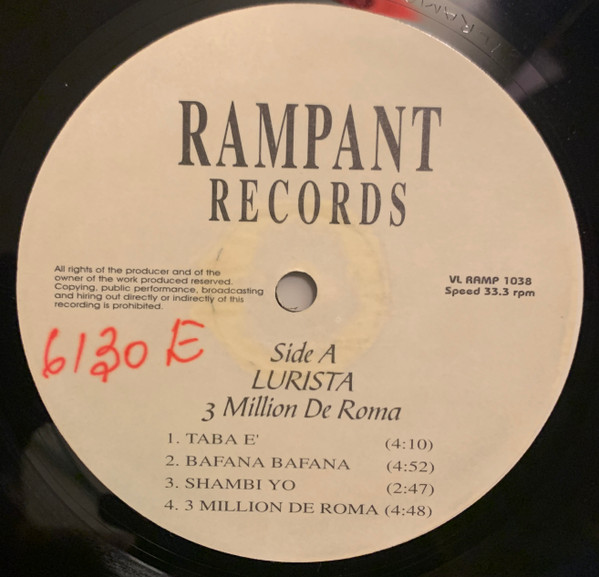 RAMPANT
RECORDS
All rights of the producer and of the
owner of the work produced reserved.
Copying, public performance, broadcasting
and hiring out directly or indirectly of this
recording is prohibited.
VL RAMP 1038
Speed 33.3 rpm
6130 E
Side A
LURISTA
3 Million De Roma
1. TABA E' (4:10)
2. BAFANA BAFANA (4:52)
3. SHAMBI YO (2:47)
4. 3 MILLION DE ROMA (4:48)